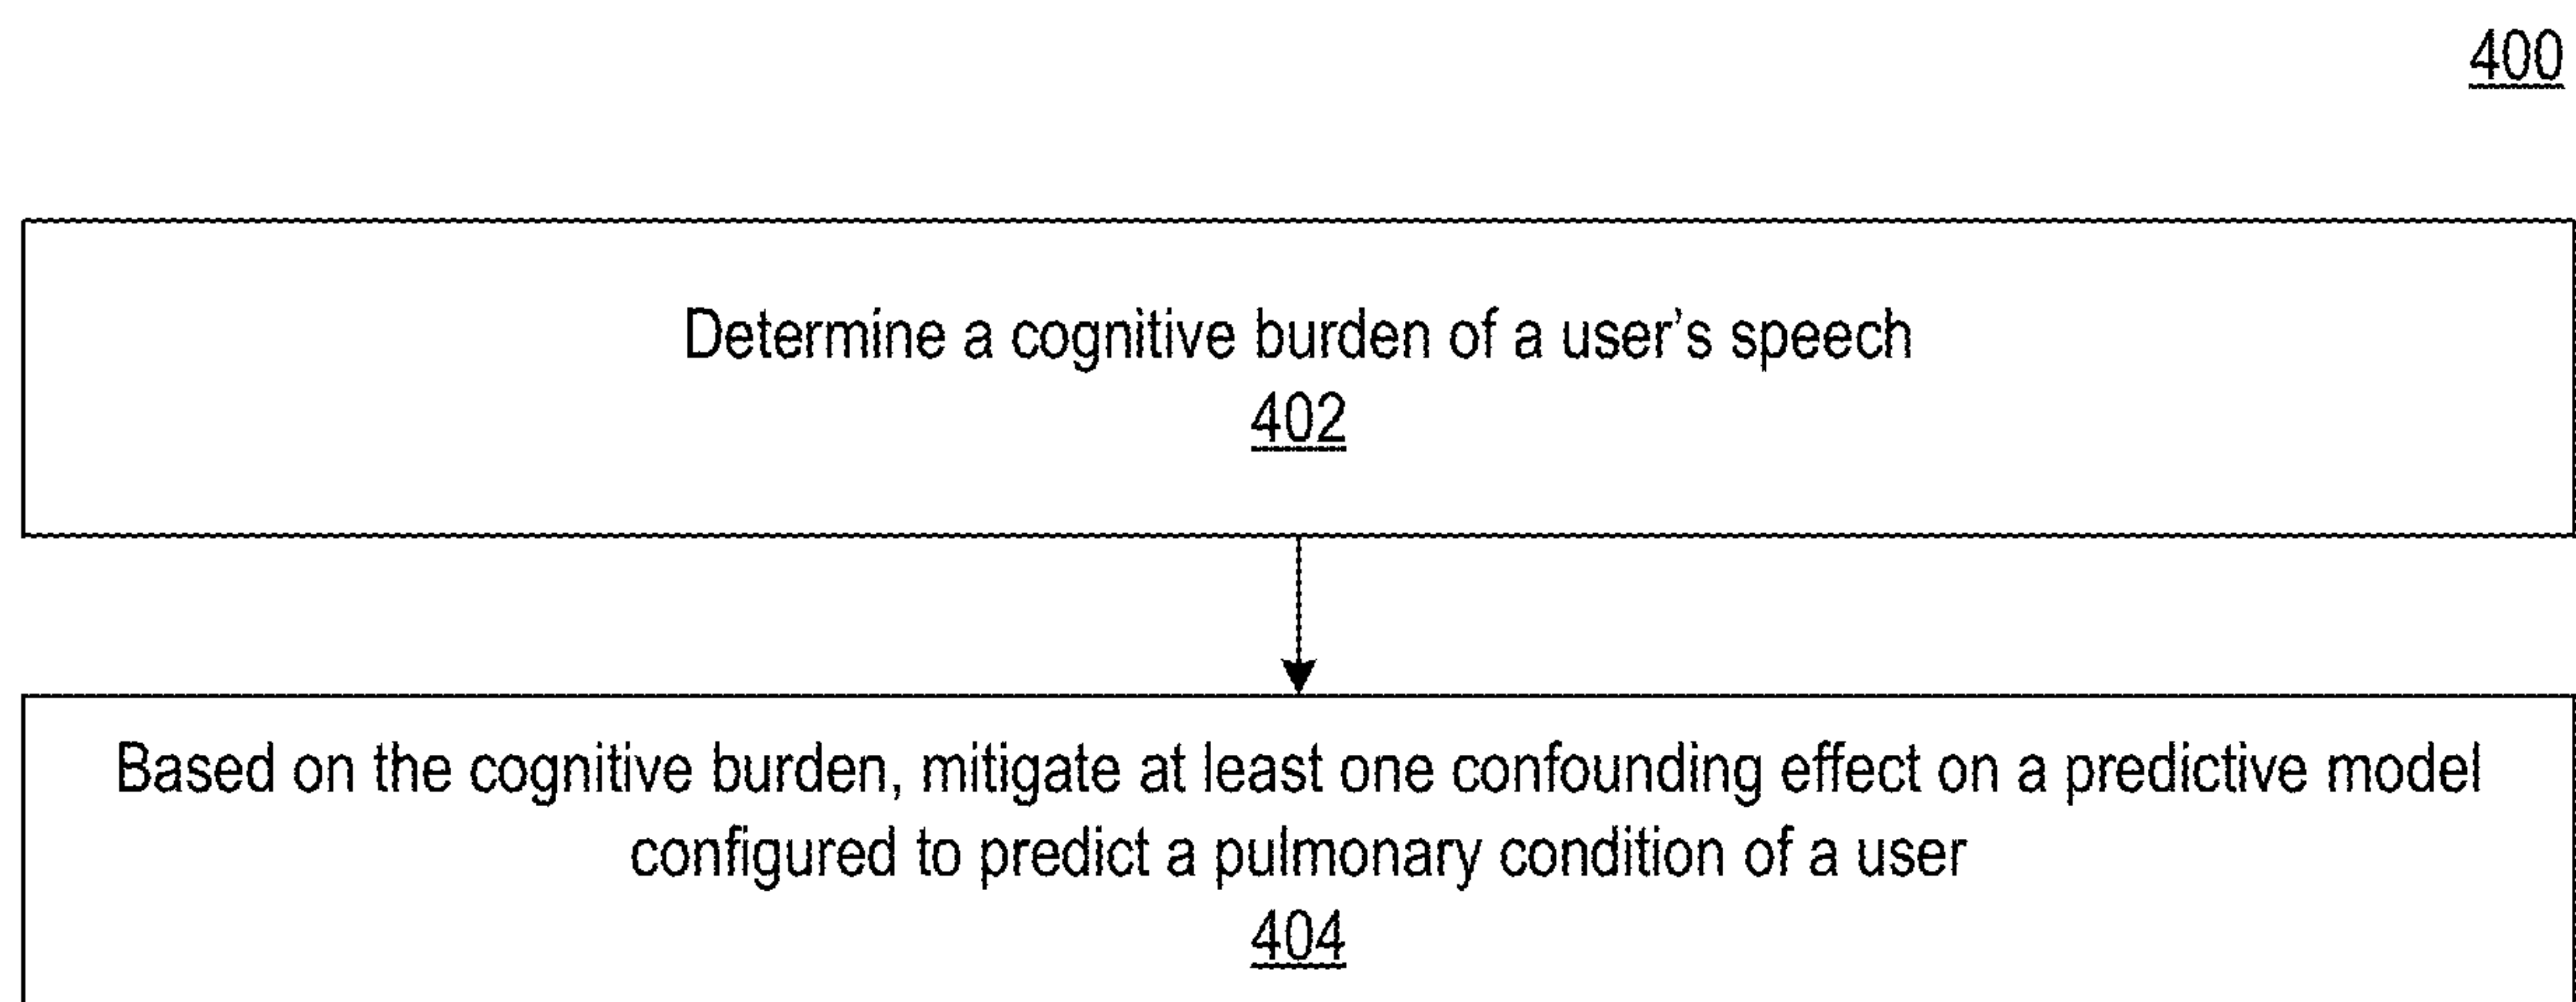 400
Determine a cognitive burden of a user’s speech
402
Based on the cognitive burden, mitigate at least one confounding effect on a predictive model
configured to predict a pulmonary condition of a user
404